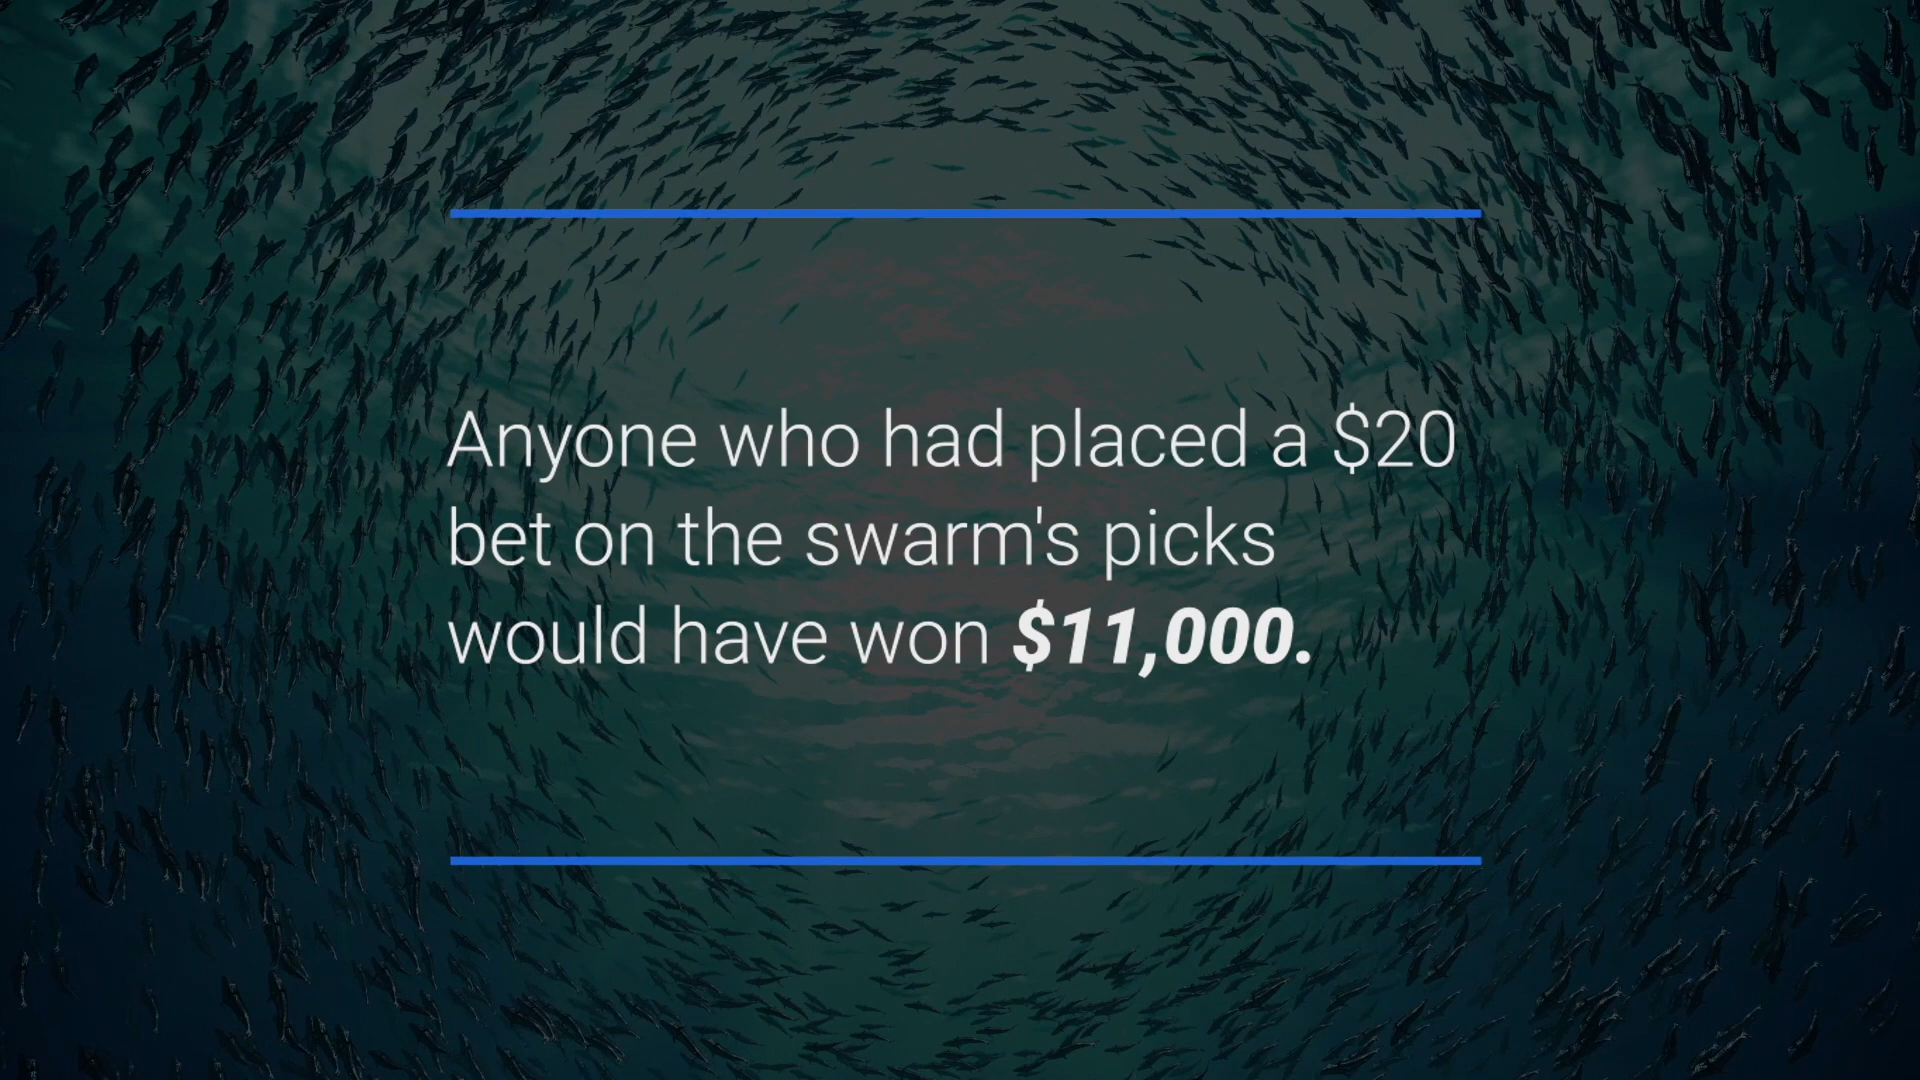 Anyone who had placed a $20
bet on the swarm's picks
would have won $11,000.